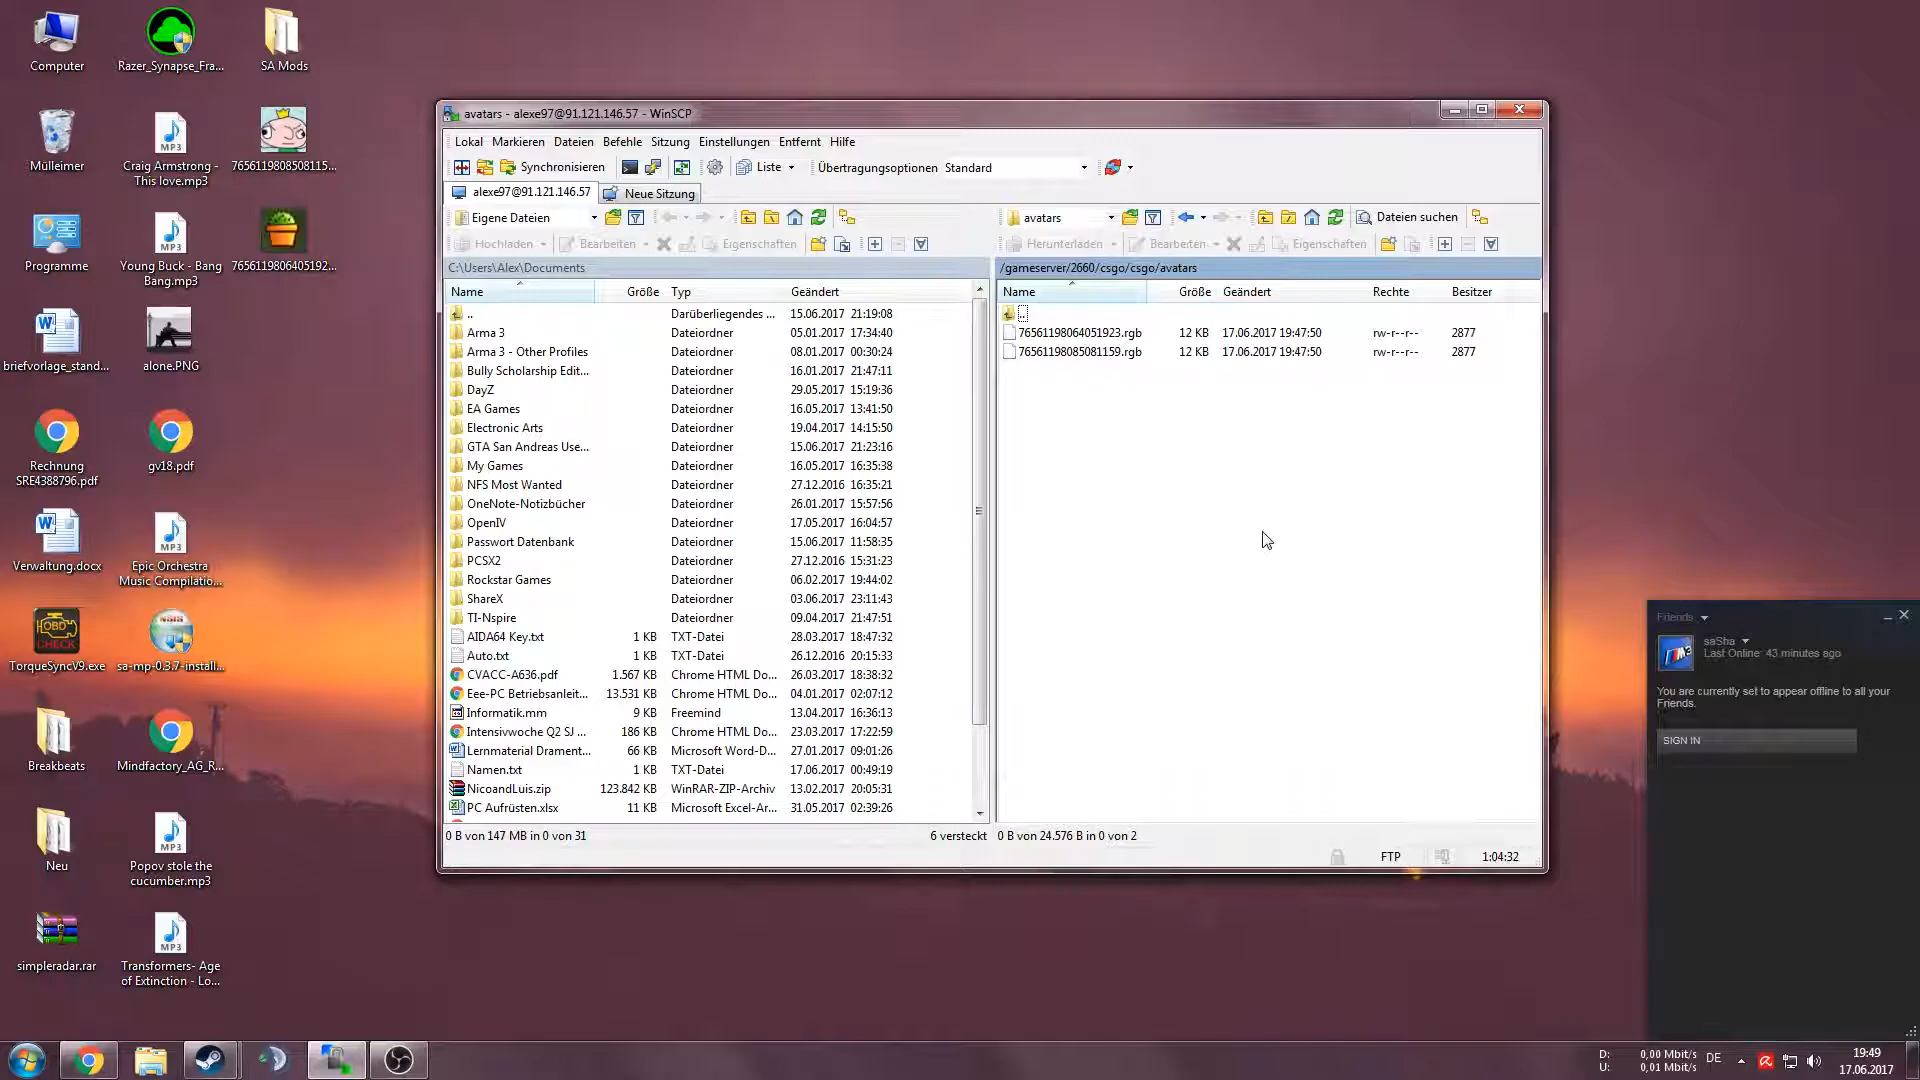 Computer
Razer_Synapse_Fra...
SA Mods
Mülleimer
Craig Armstrong -
This love.mp3
7656119808508115...
Programme
Young Buck - Bang
Bang.mp3
7656119806405192...
briefvorlage_stand...
alone.PNG
Rechnung
SRE4388796.pdf
gv18.pdf
Verwaltung.docx
Epic Orchestra
Music Compilatio...
TorqueSyncV9.exe
sa-mp-0.3.7-install...
Breakbeats
Mindfactory_AG_R...
Neu
Popov stole the
cucumber.mp3
simpleradar.rar
Transformers- Age
of Extinction - Lo...
avatars - alexe97@91.121.146.57 - WinSCP
Lokal Markieren Dateien Befehle Sitzung Einstellungen Entfernt Hilfe
Synchronisieren Liste Übertragungsoptionen Standard
alexe97@91.121.146.57 Neue Sitzung
Eigene Dateien
Hochladen Bearbeiten Eigenschaften
C:\Users\Alex\Documents
Name Größe Typ Geändert
.. Darüberliegendes ... 15.06.2017 21:19:08
Arma 3 Dateiordner 05.01.2017 17:34:40
Arma 3 - Other Profiles Dateiordner 08.01.2017 00:30:24
Bully Scholarship Edit... Dateiordner 16.01.2017 21:47:11
DayZ Dateiordner 29.05.2017 15:19:36
EA Games Dateiordner 16.05.2017 13:41:50
Electronic Arts Dateiordner 19.04.2017 14:15:50
GTA San Andreas Use... Dateiordner 15.06.2017 21:23:16
My Games Dateiordner 16.05.2017 16:35:38
NFS Most Wanted Dateiordner 27.12.2016 16:35:21
OneNote-Notizbücher Dateiordner 26.01.2017 15:57:56
OpenIV Dateiordner 17.05.2017 16:04:57
Passwort Datenbank Dateiordner 15.06.2017 11:58:35
PCSX2 Dateiordner 27.12.2016 15:31:23
Rockstar Games Dateiordner 06.02.2017 19:44:02
ShareX Dateiordner 03.06.2017 23:11:43
TI-Nspire Dateiordner 09.04.2017 21:47:51
AIDA64 Key.txt 1 KB TXT-Datei 28.03.2017 18:47:32
Auto.txt 1 KB TXT-Datei 26.12.2016 20:15:33
CVACC-A636.pdf 1.567 KB Chrome HTML Do... 26.03.2017 18:38:32
Eee-PC Betriebsanleit... 13.531 KB Chrome HTML Do... 04.01.2017 02:07:12
Informatik.mm 9 KB Freemind 13.04.2017 16:36:13
Intensivwoche Q2 SJ ... 186 KB Chrome HTML Do... 23.03.2017 17:22:59
Lernmaterial Drament... 66 KB Microsoft Word-D... 27.01.2017 09:01:26
Namen.txt 1 KB TXT-Datei 17.06.2017 00:49:19
NicoandLuis.zip 123.842 KB WinRAR-ZIP-Archiv 13.02.2017 20:05:31
PC Aufrüsten.xlsx 11 KB Microsoft Excel-Ar... 31.05.2017 02:39:26
0 B von 147 MB in 0 von 31 6 versteckt
avatars Dateien suchen
Herunterladen Bearbeiten Eigenschaften
/gameserver/2660/csgo/csgo/avatars
Name Größe Geändert Rechte Besitzer
..
76561198064051923.rgb 12 KB 17.06.2017 19:47:50 rw-r--r-- 2877
76561198085081159.rgb 12 KB 17.06.2017 19:47:50 rw-r--r-- 2877
0 B von 24.576 B in 0 von 2
FTP 1:04:32
Friends
saSha
Last Online: 43 minutes ago
You are currently set to appear offline to all your
Friends.
SIGN IN
D: 0,00 Mbit/s
U: 0,01 Mbit/s
DE
19:49
17.06.2017